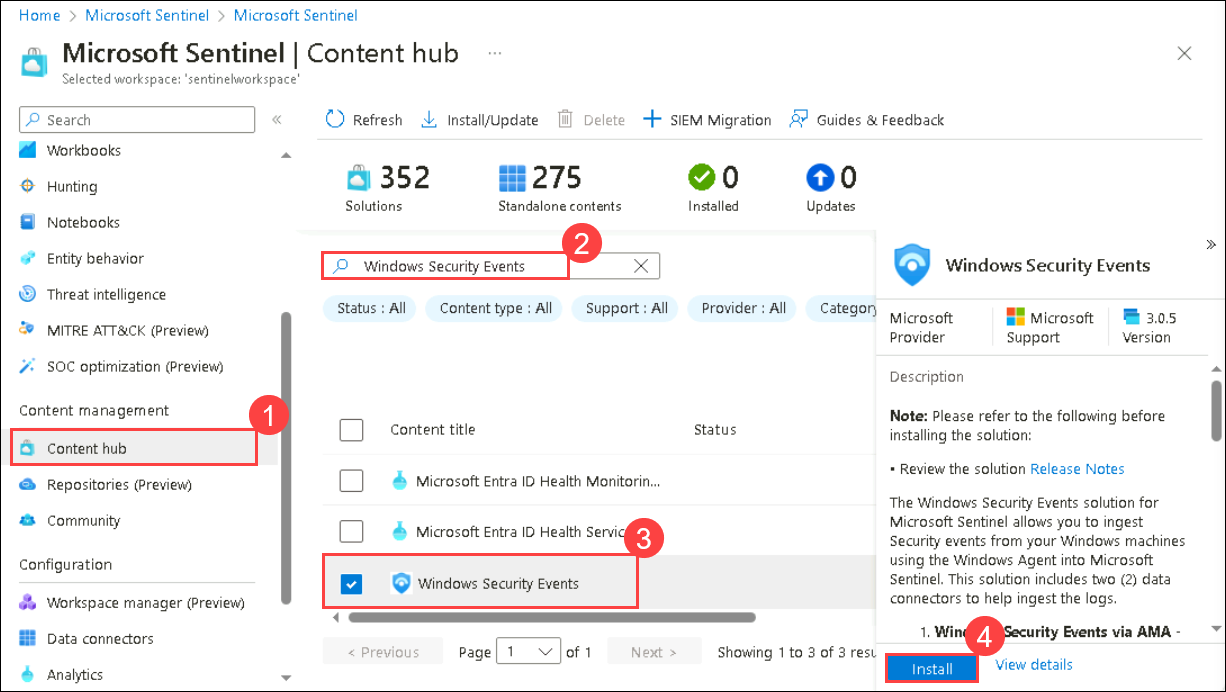 Home > Microsoft Sentinel > Microsoft Sentinel
Microsoft Sentinel | Content hub ...
Selected workspace: 'sentinelworkspace'
Search «
Workbooks
Hunting
Notebooks
Entity behavior
Threat intelligence
MITRE ATT&CK (Preview)
SOC optimization (Preview)
Content management
1
Content hub
Repositories (Preview)
Community
Configuration
Workspace manager (Preview)
Data connectors
Analytics
Refresh Install/Update Delete SIEM Migration Guides & Feedback
352 275 0 0
Solutions Standalone contents Installed Updates
2
Windows Security Events
Status : All Content type : All Support : All Provider : All Category
Content title Status
Microsoft Entra ID Health Monitorin...
Microsoft Entra ID Health Servic
3
Windows Security Events
< Previous Page 1 of 1 Next > Showing 1 to 3 of 3 resu
»
Windows Security Events
Microsoft Microsoft 3.0.5
Provider Support Version
Description
Note: Please refer to the following before
installing the solution:
• Review the solution Release Notes
The Windows Security Events solution for
Microsoft Sentinel allows you to ingest
Security events from your Windows machines
using the Windows Agent into Microsoft
Sentinel. This solution includes two (2) data
connectors to help ingest the logs.
1. Win Security Events via AMA -
4
Install View details